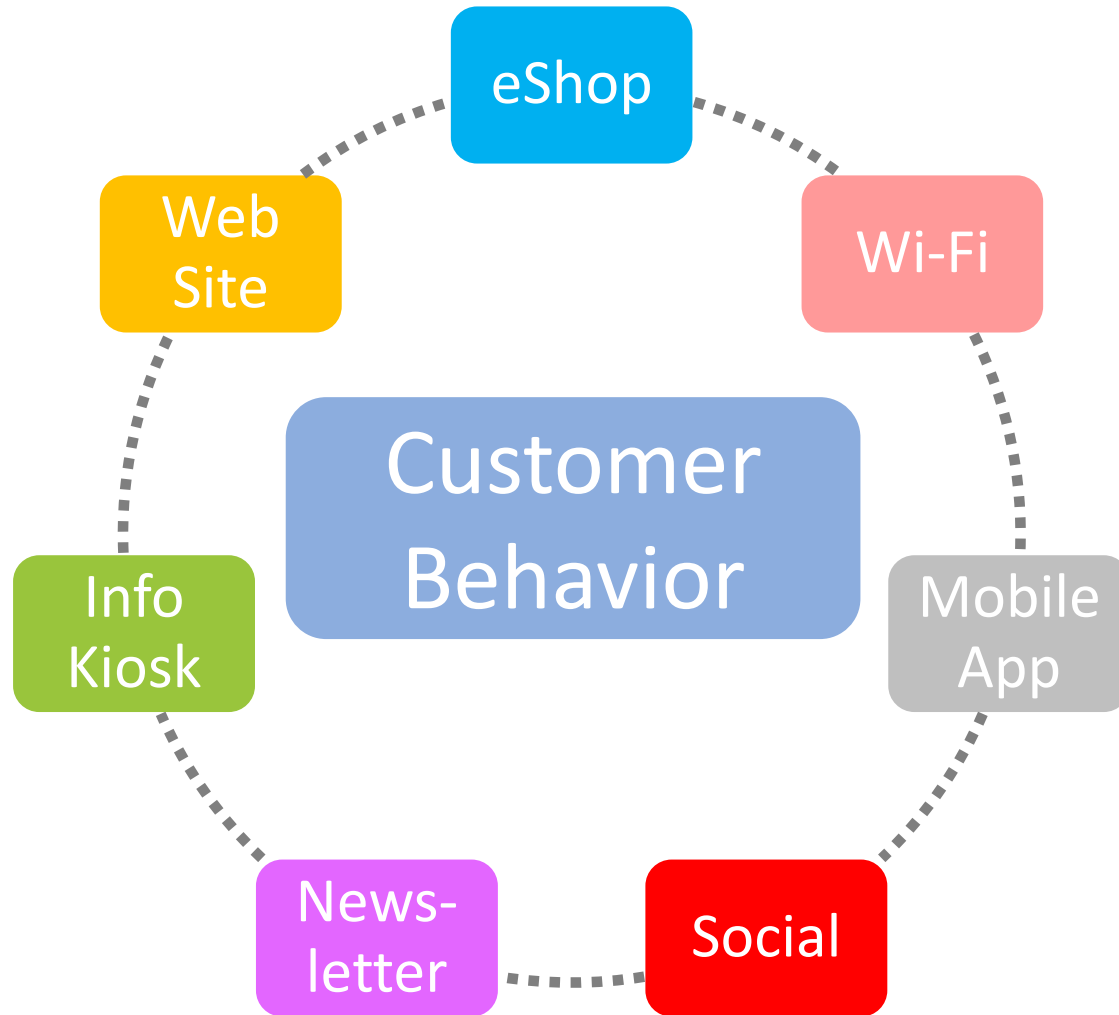 eShop
Web
Site
Wi-Fi
Customer
Behavior
Info
Kiosk
Mobile
App
News-
letter
Social